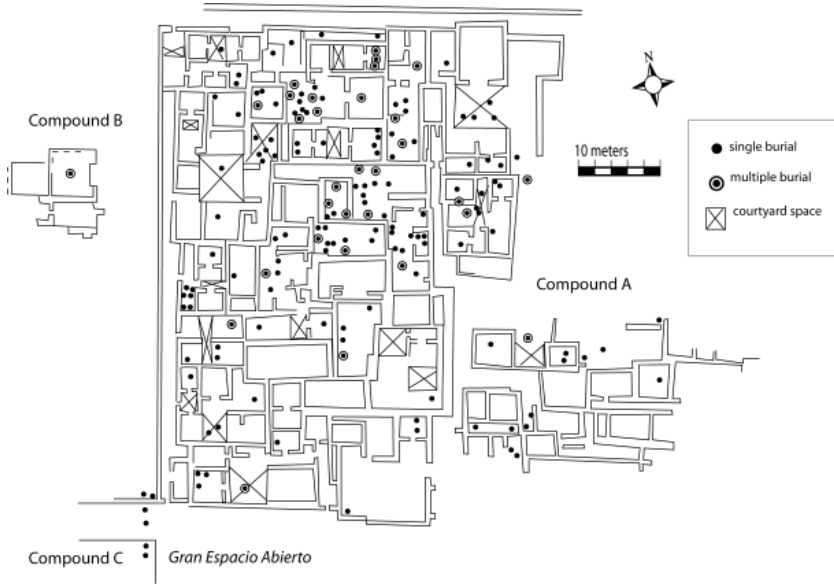 N
Compound B
10 meters
single burial
multiple burial
courtyard space
Compound A
Compound C
Gran Espacio Abierto